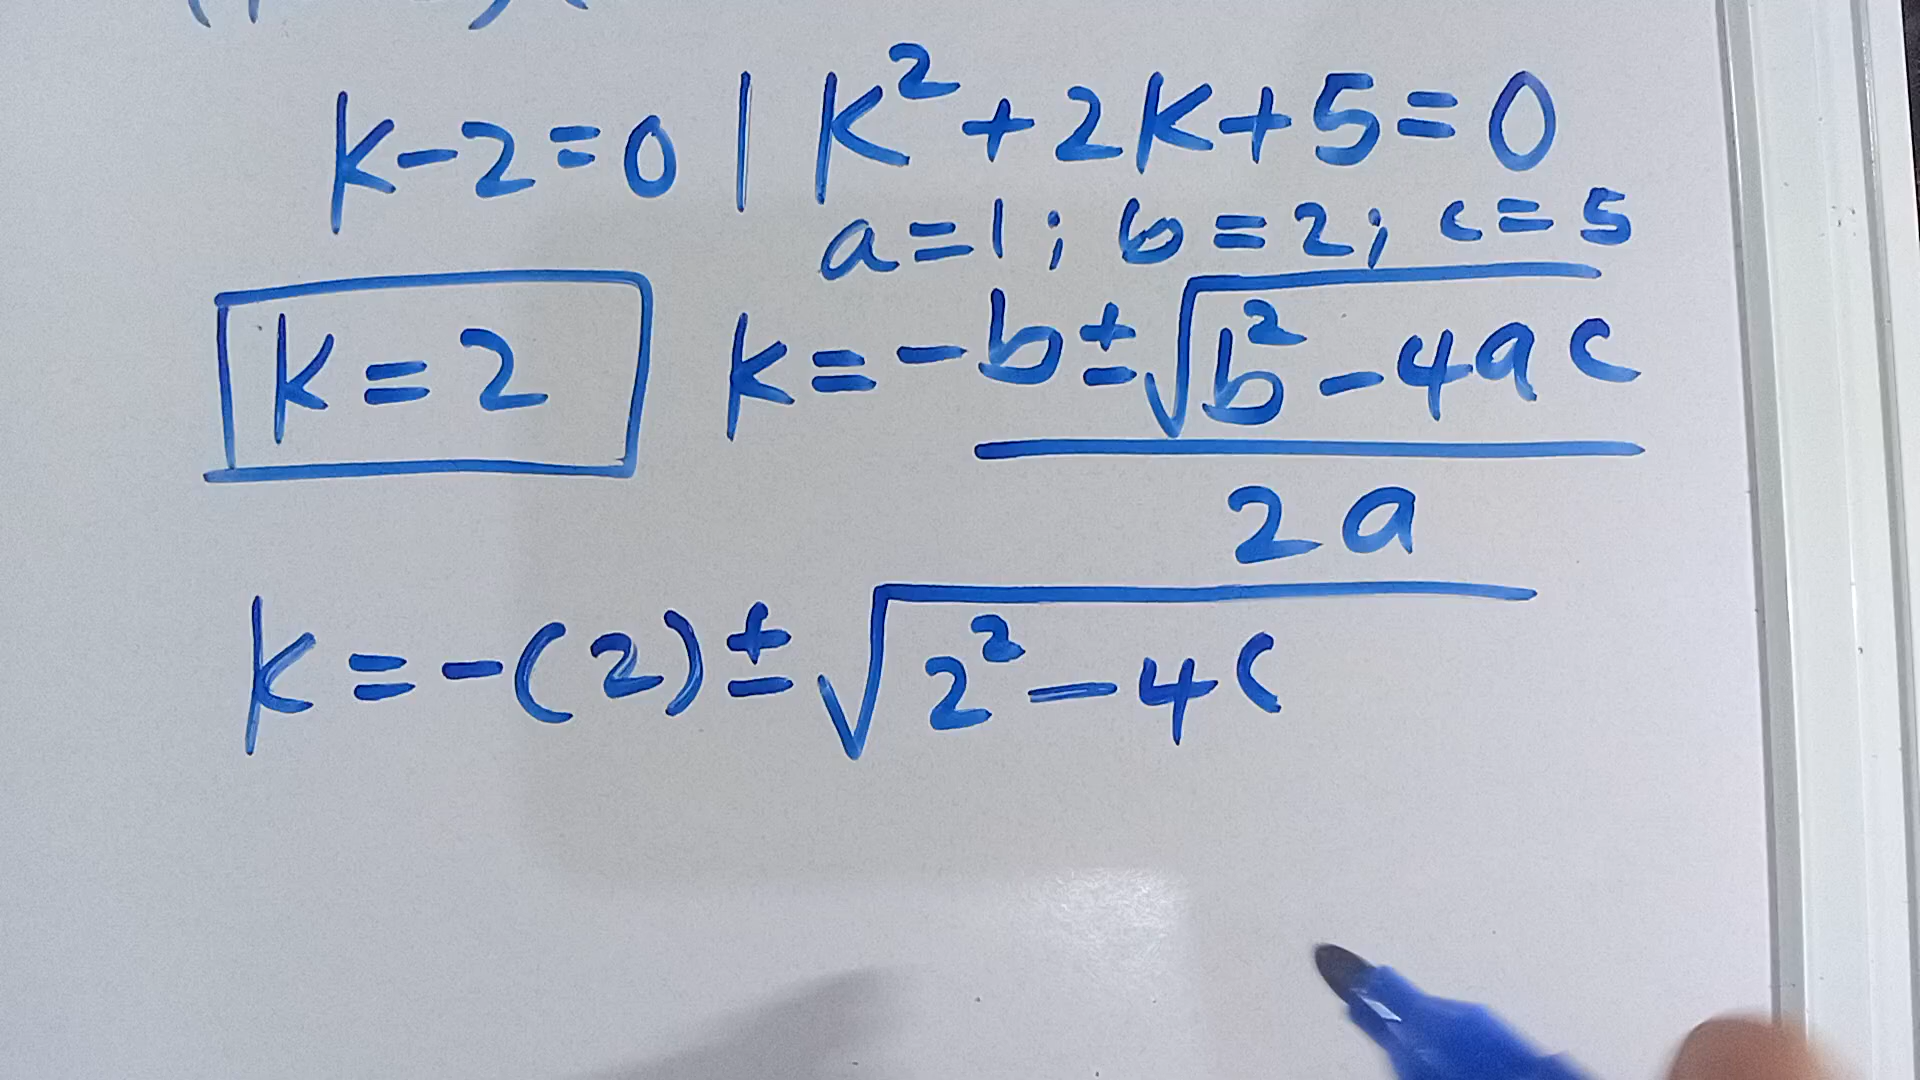 k-2=0 | k²+2k+5=0
a=1; b=2; c=5
k=2
k=-b±√b²-4ac
2a
k=-(2)±√2²-4(